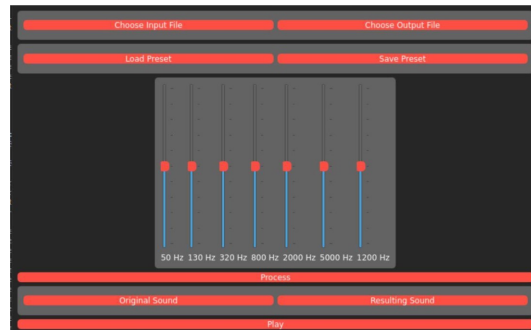 Choose Input File Choose Output File
Load Preset Save Preset
50 Hz 130 Hz 320 Hz 800 Hz 2000 Hz 5000 Hz 1200 Hz
Process
Original Sound Resulting Sound
Play